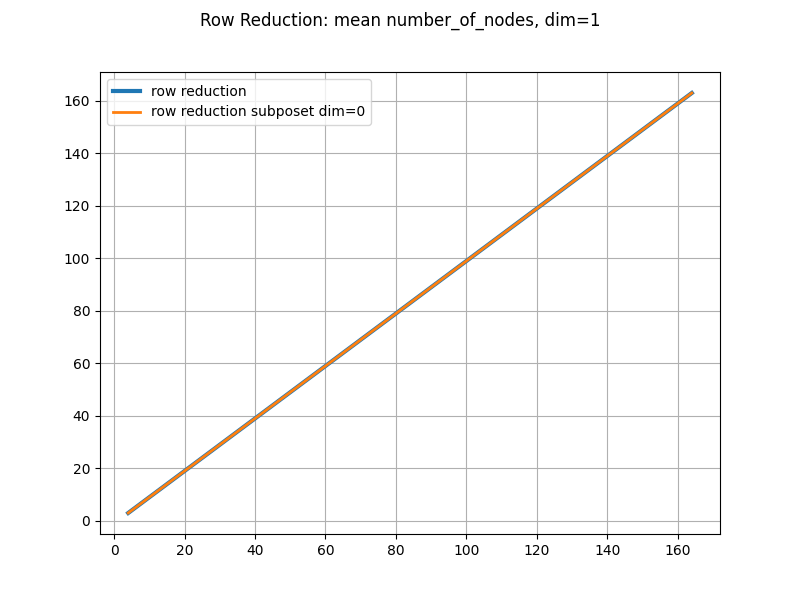 Row Reduction: mean number_of_nodes, dim=1
row reduction
row reduction subposet dim=0
160
140
120
100
80
60
40
20
0
0 20 40 60 80 100 120 140 160